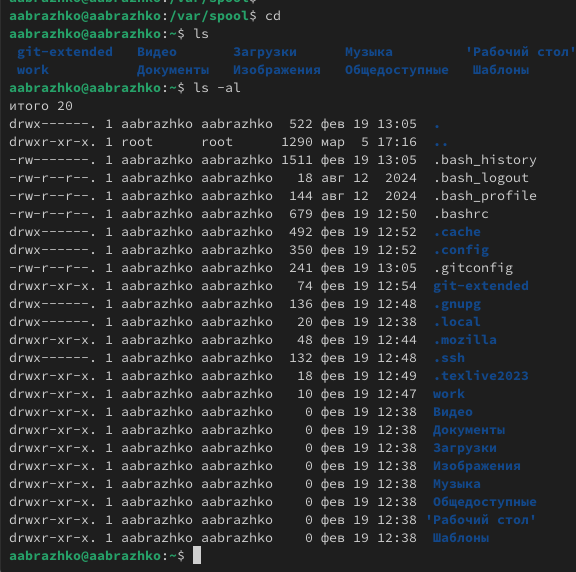 aabrazhko@aabrazhko:/var/spool$
aabrazhko@aabrazhko:/var/spool$ cd
aabrazhko@aabrazhko:~$ ls
git-extended Видео Загрузки Музыка 'Рабочий стол'
work Документы Изображения Общедоступные Шаблоны
aabrazhko@aabrazhko:~$ ls -al
итого 20
drwx------. 1 aabrazhko aabrazhko 522 фев 19 13:05 .
drwxr-xr-x. 1 root root 1290 мар 5 17:16 ..
-rw-------. 1 aabrazhko aabrazhko 1511 фев 19 13:05 .bash_history
-rw-r--r--. 1 aabrazhko aabrazhko 18 авг 12 2024 .bash_logout
-rw-r--r--. 1 aabrazhko aabrazhko 144 авг 12 2024 .bash_profile
-rw-r--r--. 1 aabrazhko aabrazhko 679 фев 19 12:50 .bashrc
drwx------. 1 aabrazhko aabrazhko 492 фев 19 12:52 .cache
drwx------. 1 aabrazhko aabrazhko 350 фев 19 12:52 .config
-rw-r--r--. 1 aabrazhko aabrazhko 241 фев 19 13:05 .gitconfig
drwxr-xr-x. 1 aabrazhko aabrazhko 74 фев 19 12:54 git-extended
drwx------. 1 aabrazhko aabrazhko 136 фев 19 12:48 .gnupg
drwx------. 1 aabrazhko aabrazhko 20 фев 19 12:38 .local
drwxr-xr-x. 1 aabrazhko aabrazhko 48 фев 19 12:44 .mozilla
drwx------. 1 aabrazhko aabrazhko 132 фев 19 12:48 .ssh
drwxr-xr-x. 1 aabrazhko aabrazhko 18 фев 19 12:49 .texlive2023
drwxr-xr-x. 1 aabrazhko aabrazhko 10 фев 19 12:47 work
drwxr-xr-x. 1 aabrazhko aabrazhko 0 фев 19 12:38 Видео
drwxr-xr-x. 1 aabrazhko aabrazhko 0 фев 19 12:38 Документы
drwxr-xr-x. 1 aabrazhko aabrazhko 0 фев 19 12:38 Загрузки
drwxr-xr-x. 1 aabrazhko aabrazhko 0 фев 19 12:38 Изображения
drwxr-xr-x. 1 aabrazhko aabrazhko 0 фев 19 12:38 Музыка
drwxr-xr-x. 1 aabrazhko aabrazhko 0 фев 19 12:38 Общедоступные
drwxr-xr-x. 1 aabrazhko aabrazhko 0 фев 19 12:38 'Рабочий стол'
drwxr-xr-x. 1 aabrazhko aabrazhko 0 фев 19 12:38 Шаблоны
aabrazhko@aabrazhko:~$